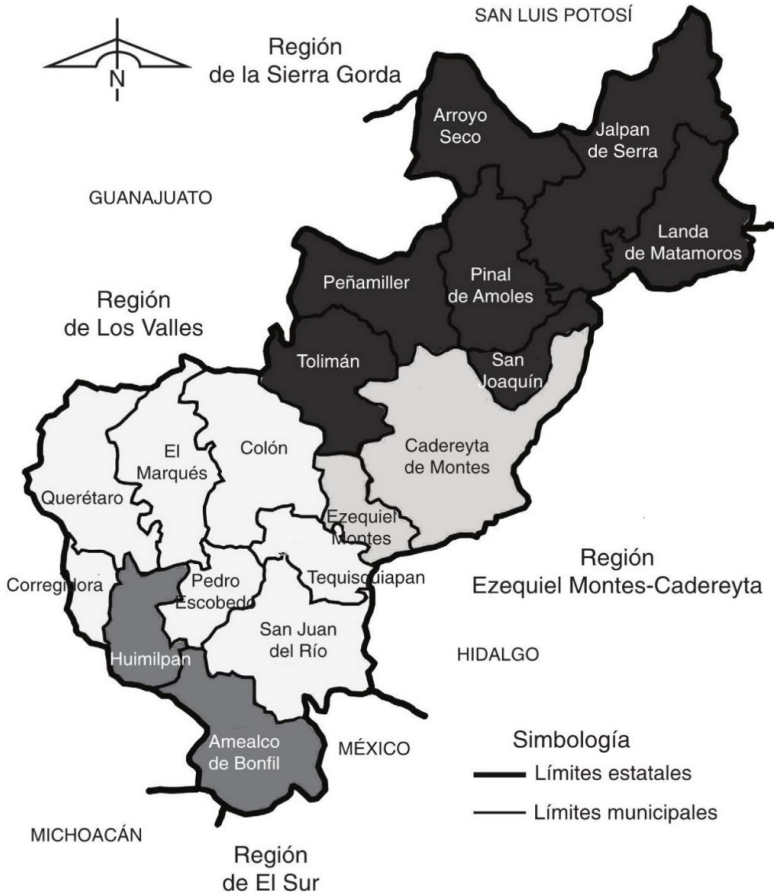 SAN LUIS POTOSÍ
N
Región
de la Sierra Gorda
Arroyo
Seco
Jalpan
de Serra
GUANAJUATO
Landa
de Matamoros
Peñamiller
Pinal
de Amoles
Región
de Los Valles
Tolimán
San
Joaquín
El
Marqués
Colón
Cadereyta
de Montes
Querétaro
Ezequiel
Montes
Región
Ezequiel Montes-Cadereyta
Corregidora
Pedro
Escobedo
Tequisquiapan
San Juan
del Río
Huimilpan
HIDALGO
Amealco
de Bonfil
MÉXICO
Simbología
Límites estatales
Límites municipales
MICHOACÁN
Región
de El Sur